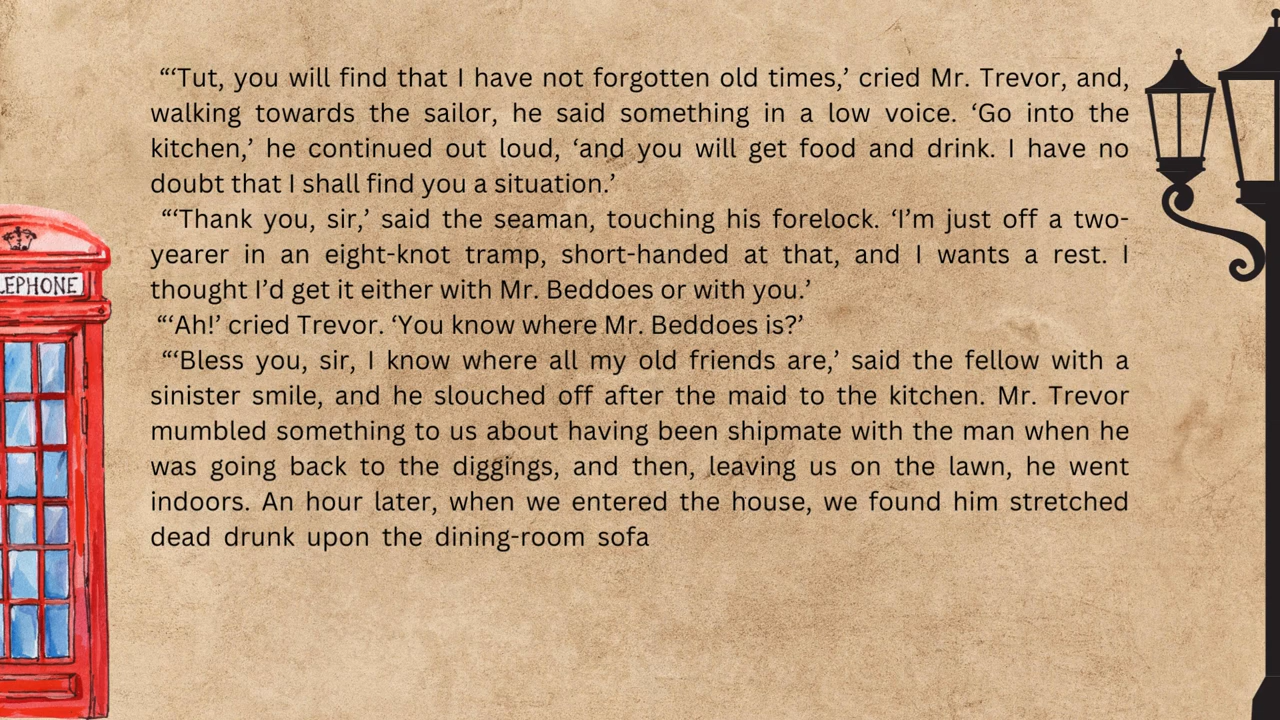 “‘Tut, you will find that I have not forgotten old times,’ cried Mr. Trevor, and,
walking towards the sailor, he said something in a low voice. ‘Go into the
kitchen,’ he continued out loud, ‘and you will get food and drink. I have no
doubt that I shall find you a situation.’
“‘Thank you, sir,’ said the seaman, touching his forelock. ‘I’m just off a two-
yearer in an eight-knot tramp, short-handed at that, and I wants a rest. I
thought I’d get it either with Mr. Beddoes or with you.’
“‘Ah!’ cried Trevor. ‘You know where Mr. Beddoes is?’
“‘Bless you, sir, I know where all my old friends are,’ said the fellow with a
sinister smile, and he slouched off after the maid to the kitchen. Mr. Trevor
mumbled something to us about having been shipmate with the man when he
was going back to the diggings, and then, leaving us on the lawn, he went
indoors. An hour later, when we entered the house, we found him stretched
dead drunk upon the dining-room sofa
LEPHONE